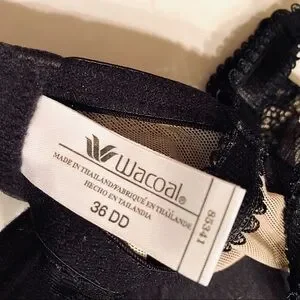 Wacoal®
MADE IN THAILAND/FABRIQUÉ EN THAÏLANDE
HECHO EN TAILANDIA
36 DD
85341